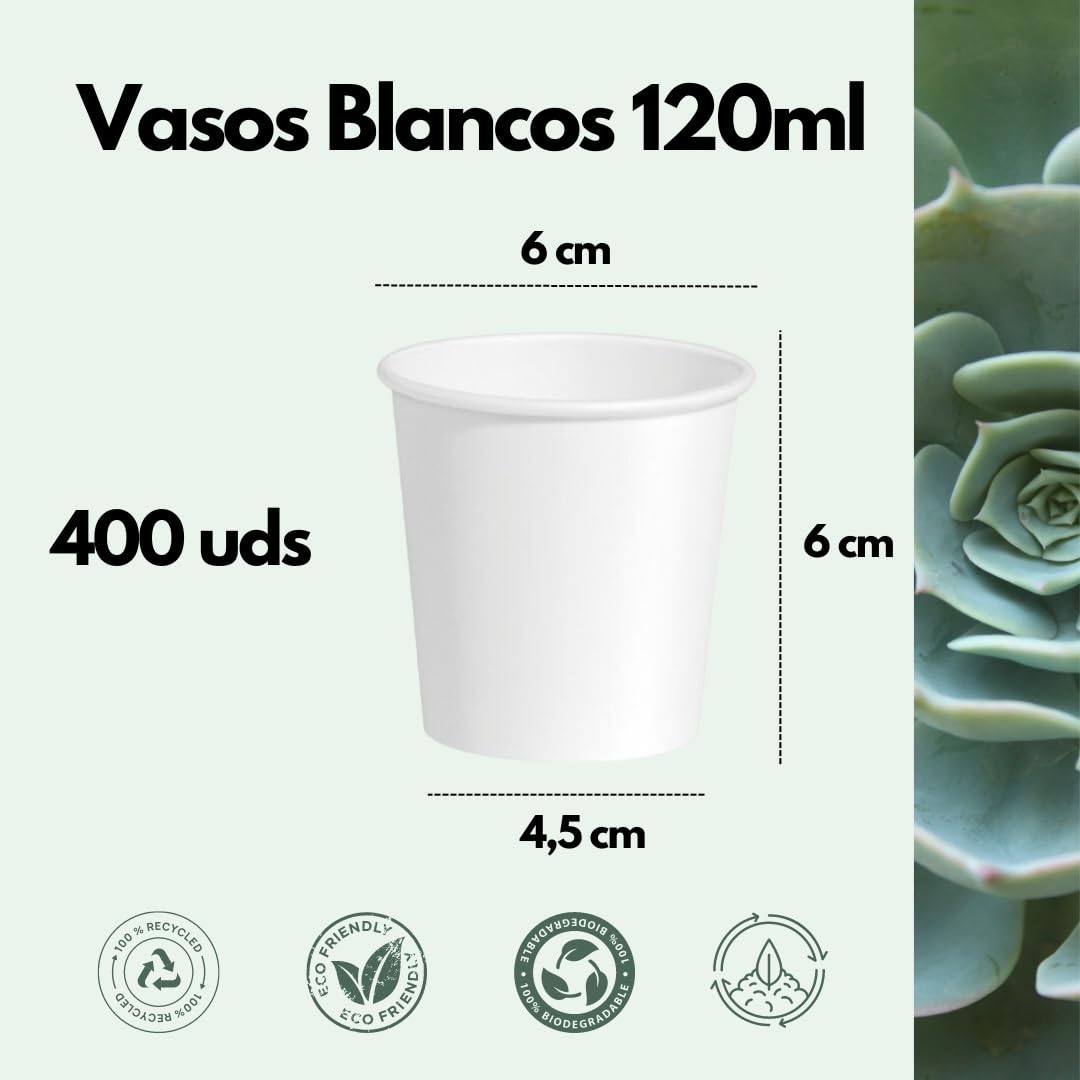 Vasos Blancos 120ml
6 cm
400 uds
6 cm
4,5 cm
100 % RECYCLED
100% RECYCLED
ECO FRIENDLY
ECO FRIENDLY
100% BIODEGRADABLE
100% BIODEGRADABLE